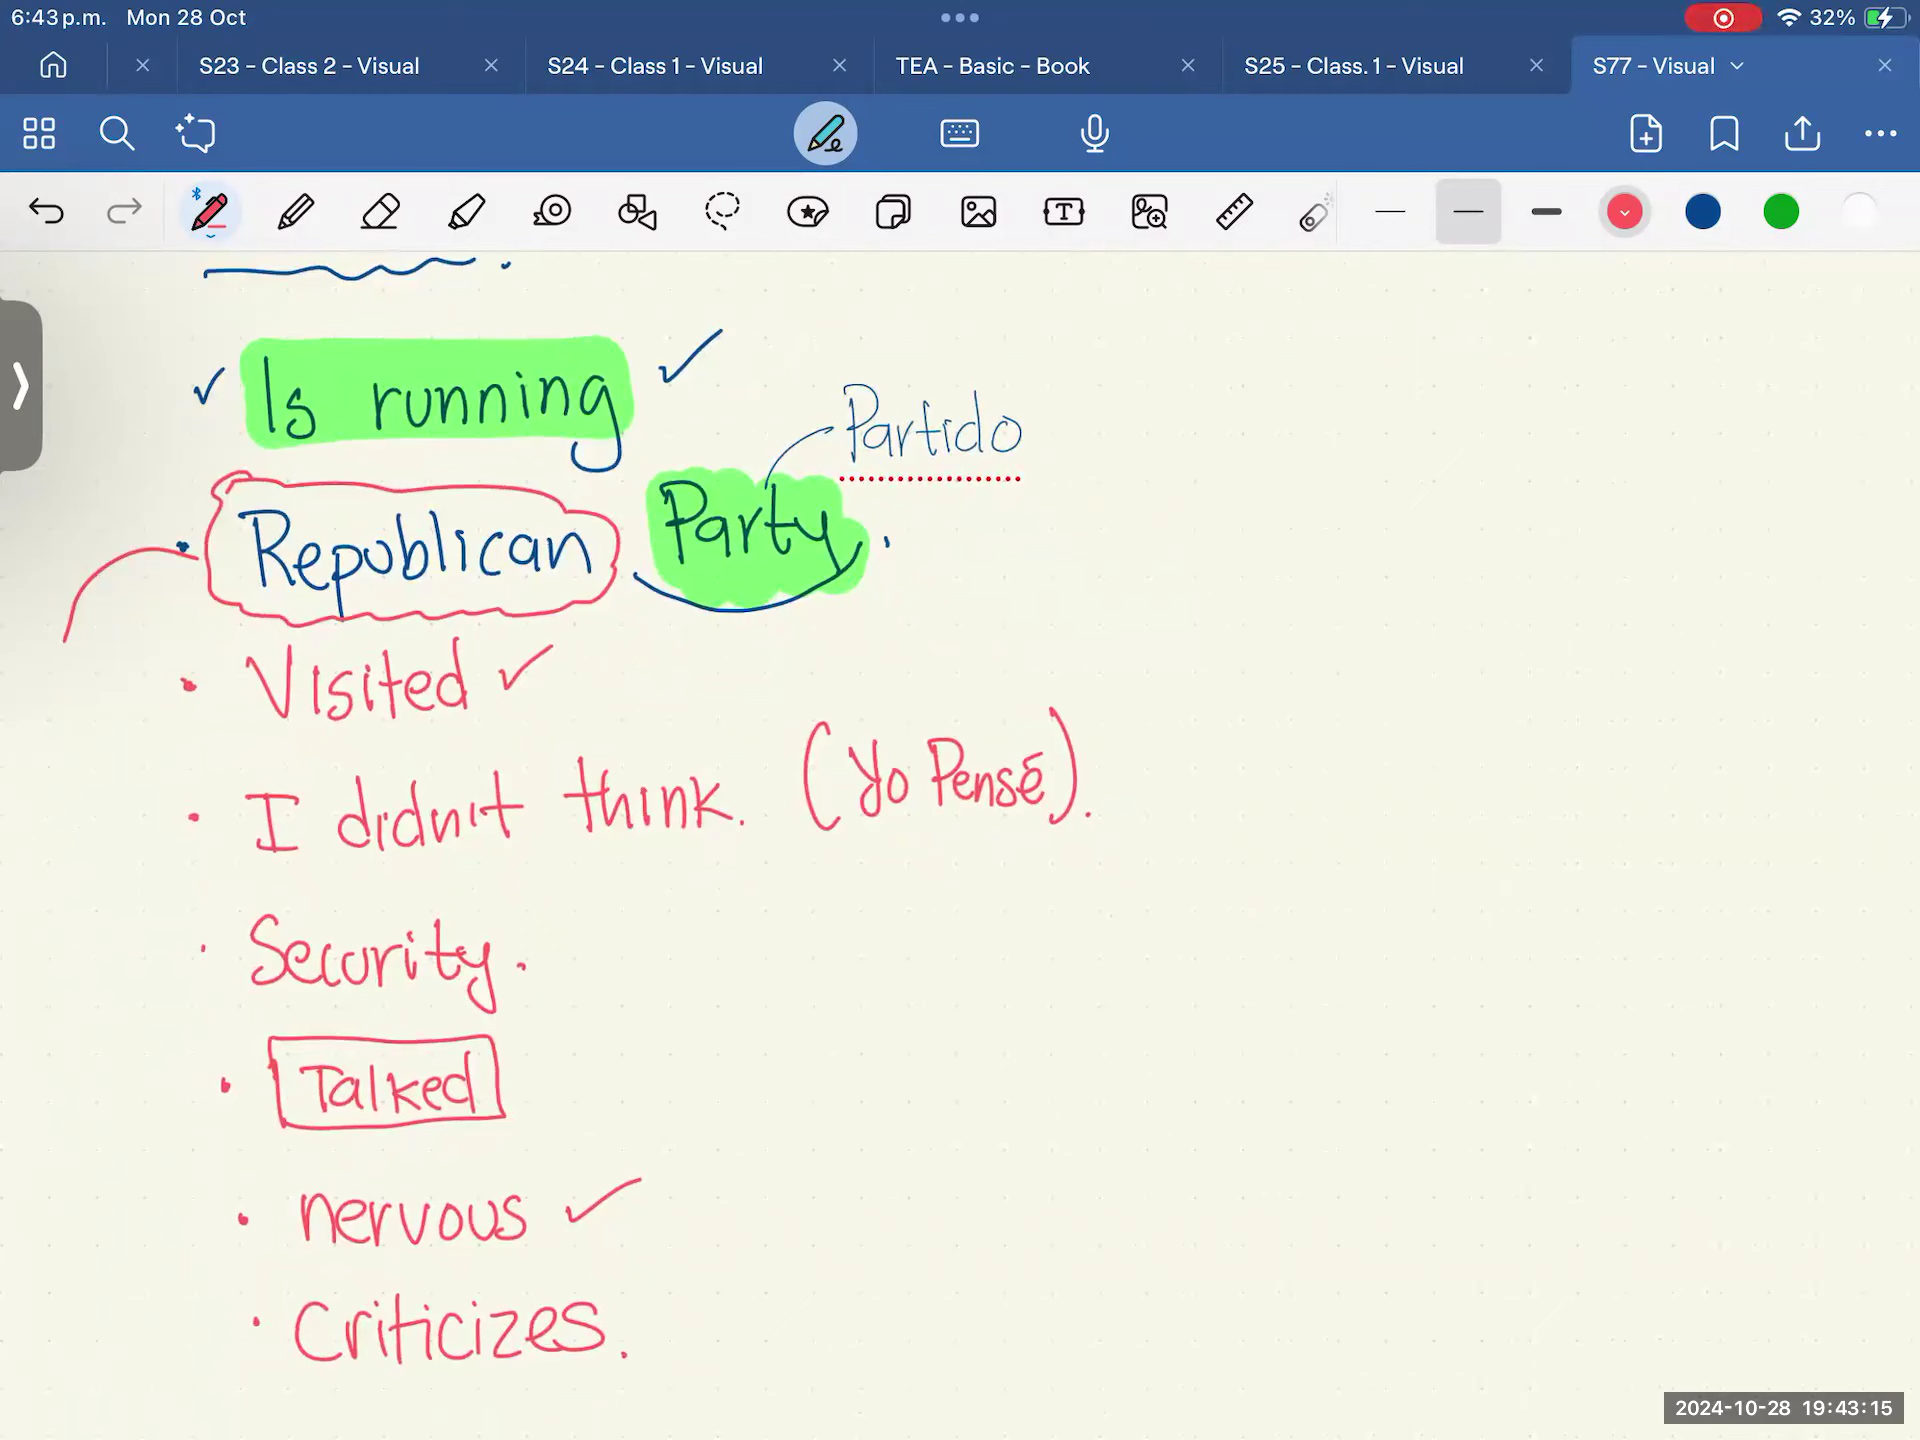 6:43 p.m. Mon 28 Oct
32%
S23 - Class 2 - Visual
S24 - Class 1 - Visual
TEA - Basic - Book
S25 - Class. 1 - Visual
S77 - Visual
✓ Is running ✓
Partido
• Republican Party.
• Visited ✓
• I didn't think. (Yo Pensé).
• Security.
• Talked
• nervous ✓
• Criticizes.
2024-10-28 19:43:15